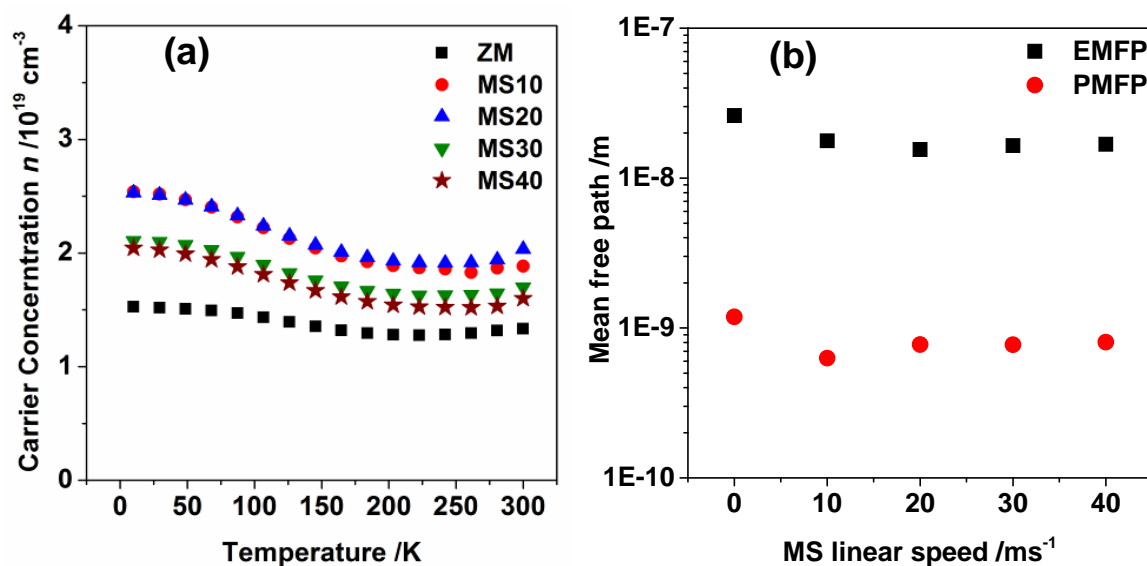 (a)
ZM
MS10
MS20
MS30
MS40
Carrier Concerntration n /10¹⁹ cm⁻³
4
3
2
1
0
0 50 100 150 200 250 300
Temperature /K
(b)
EMFP
PMFP
Mean free path /m
1E-7
1E-8
1E-9
1E-10
0 10 20 30 40
MS linear speed /ms⁻¹